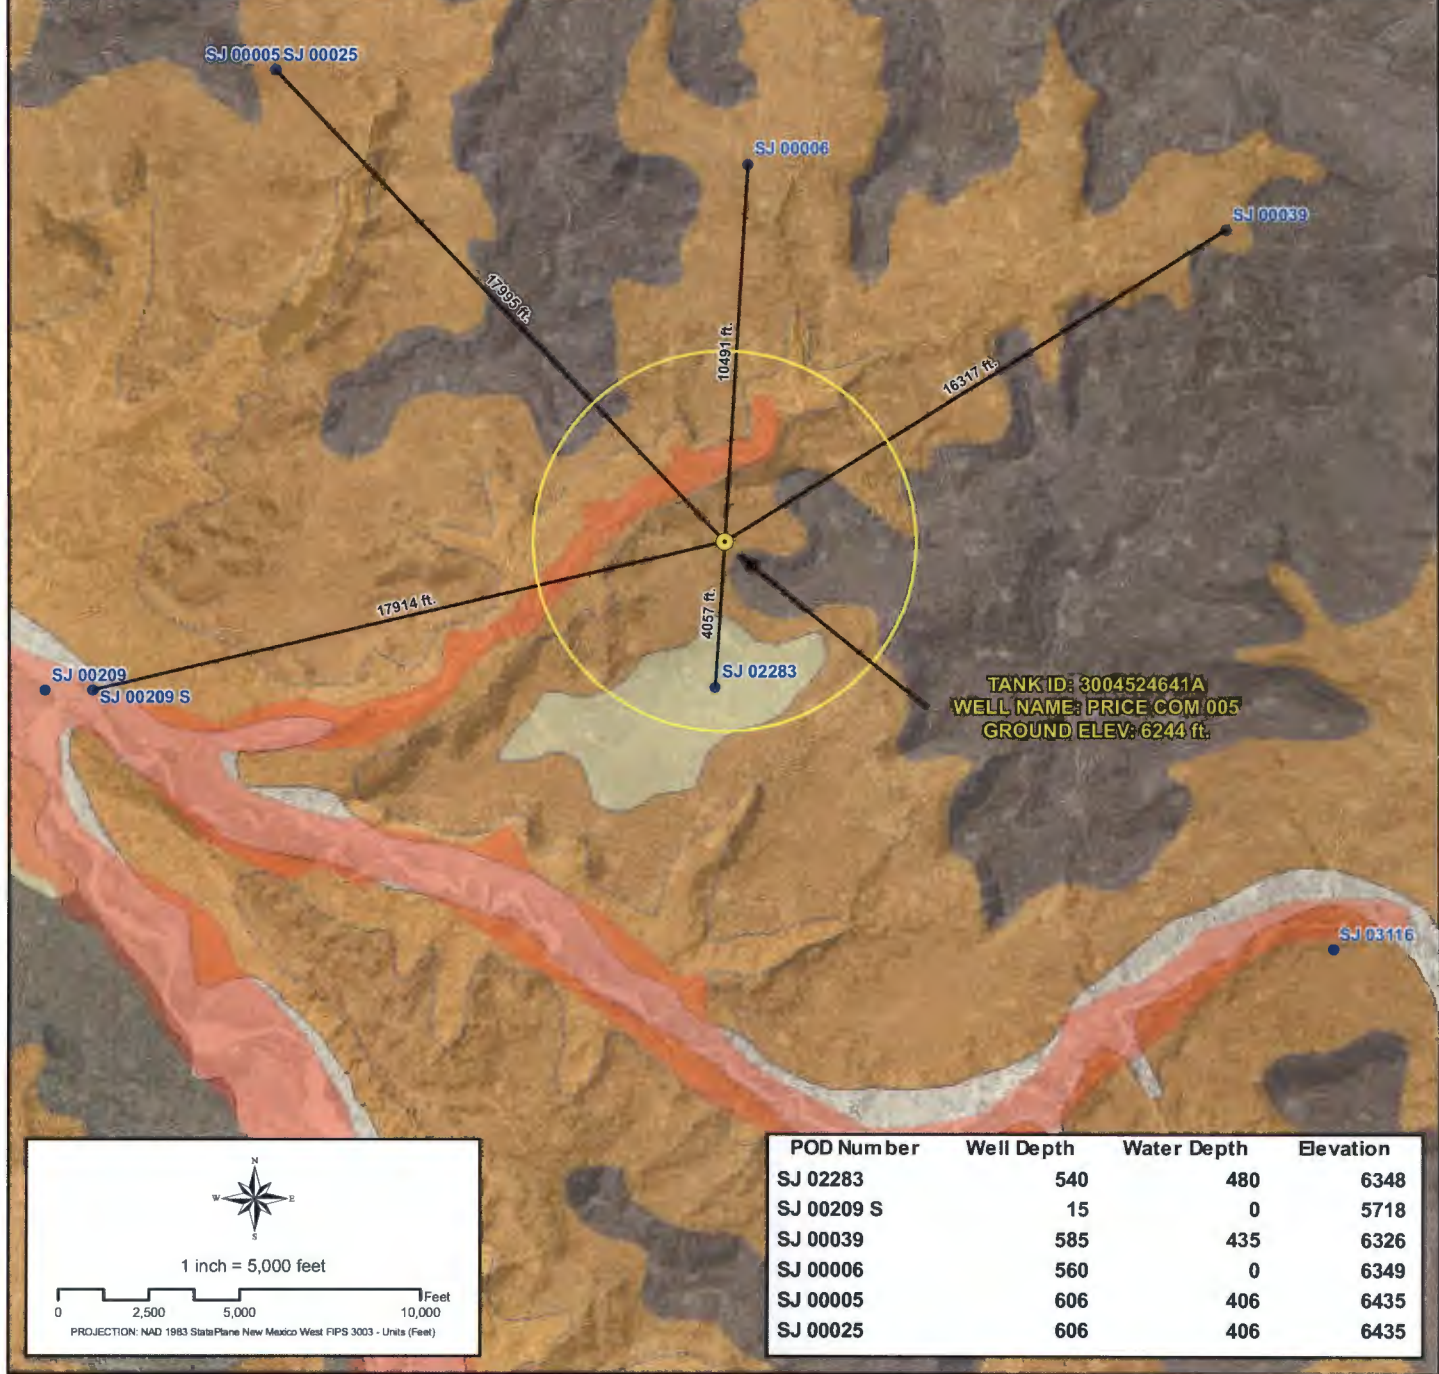 SJ 00005 SJ 00025
SJ 00006
SJ 00039
17995 ft.
10491 ft.
16317 ft.
17914 ft.
4057 ft.
SJ 00209
SJ 00209 S
SJ 02283
TANK ID: 3004524641A
WELL NAME: PRICE COM 005
GROUND ELEV: 6244 ft.
SJ 03116
N
W E
S
1 inch = 5,000 feet
Feet
0 2,500 5,000 10,000
PROJECTION: NAD 1983 StatePlane New Mexico West FIPS 3003 - Units (Feet)
POD Number Well Depth Water Depth Elevation
SJ 02283 540 480 6348
SJ 00209 S 15 0 5718
SJ 00039 585 435 6326
SJ 00006 560 0 6349
SJ 00005 606 406 6435
SJ 00025 606 406 6435